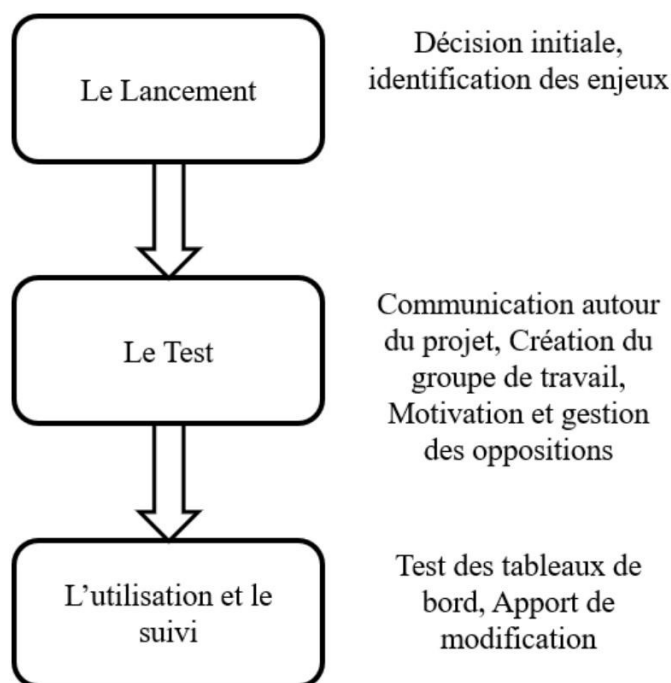 Le Lancement
Décision initiale,
identification des enjeux
Le Test
Communication autour
du projet, Création du
groupe de travail,
Motivation et gestion
des oppositions
L'utilisation et le
suivi
Test des tableaux de
bord, Apport de
modification